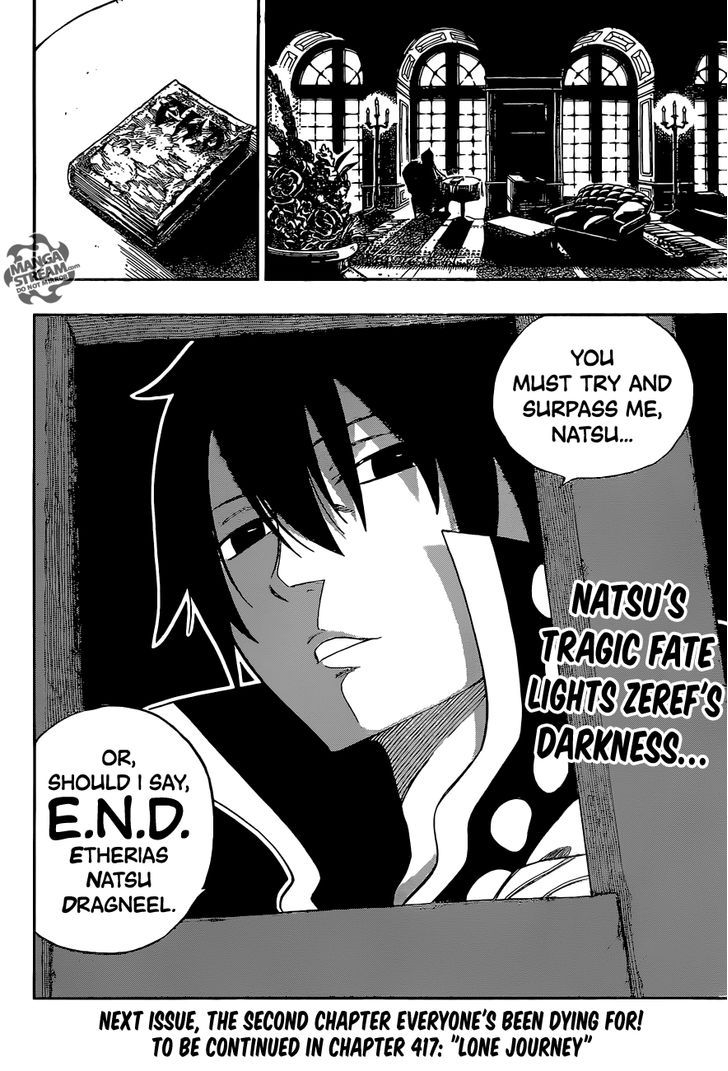 E.N.D
MANGA
STREAM.com
DO NOT MIRROR
YOU
MUST TRY AND
SURPASS ME,
NATSU...
NATSU'S
TRAGIC FATE
LIGHTS ZEREF'S
DARKNESS...
OR,
SHOULD I SAY,
E.N.D.
ETHERIAS
NATSU
DRAGNEEL.
NEXT ISSUE, THE SECOND CHAPTER EVERYONE'S BEEN DYING FOR!
TO BE CONTINUED IN CHAPTER 417: "LONE JOURNEY"